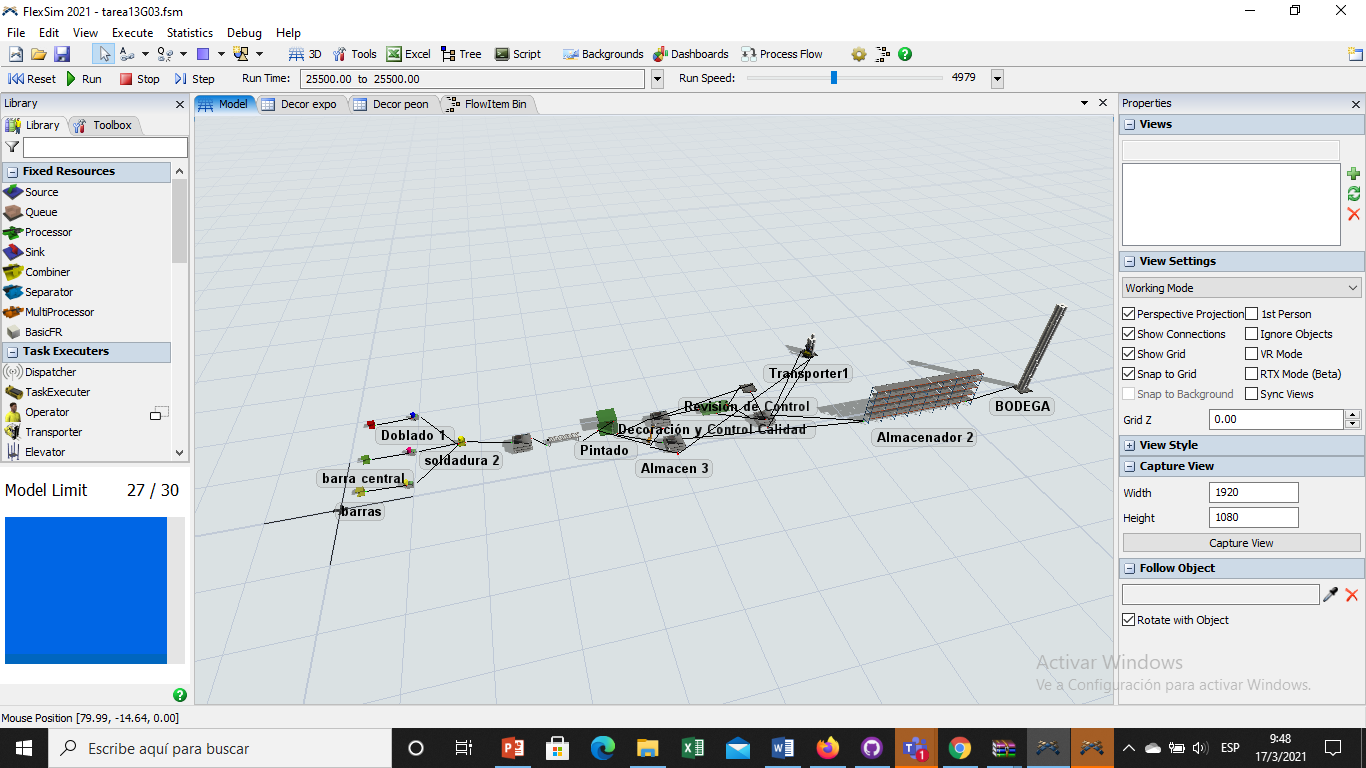 FlexSim 2021 - tarea13G03.fsm
File Edit View Execute Statistics Debug Help
3D Tools Excel Tree Script Backgrounds Dashboards Process Flow
Reset Run Stop Step Run Time: 25500.00 to 25500.00 Run Speed: 4979
Library
Model Decor expo Decor peon FlowItem Bin
Library Toolbox
Fixed Resources
Source
Queue
Processor
Sink
Combiner
Separator
MultiProcessor
BasicFR
Task Executers
Dispatcher
TaskExecuter
Operator
Transporter
Elevator
Model Limit 27 / 30
Transporter1
Revisión de Control
BODEGA
Decoración y Control Calidad
Doblado 1
Almacenador 2
Pintado
soldadura 2
Almacen 3
barra central
barras
Properties
Views
View Settings
Working Mode
Perspective Projection 1st Person
Show Connections Ignore Objects
Show Grid VR Mode
Snap to Grid RTX Mode (Beta)
Snap to Background Sync Views
Grid Z 0.00
View Style
Capture View
Width 1920
Height 1080
Capture View
Follow Object
Rotate with Object
Activar Windows
Ve a Configuración para activar Windows.
Mouse Position [79.99, -14.64, 0.00]
Escribe aquí para buscar
1
ESP
9:48
17/3/2021